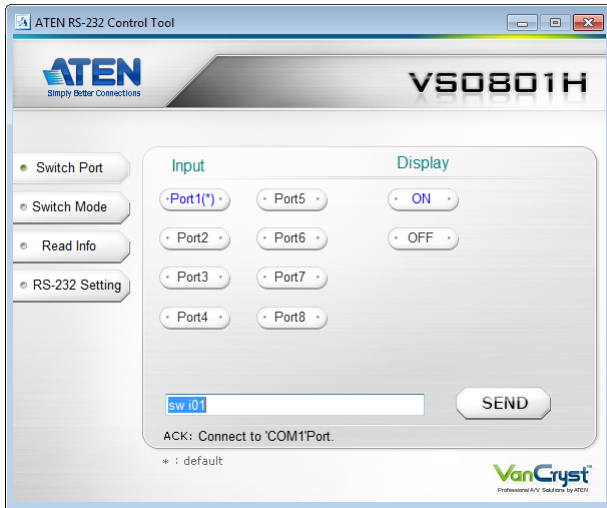 ATEN RS-232 Control Tool
ATEN
Simply Better Connections
VS0801H
Switch Port
Switch Mode
Read Info
RS-232 Setting
Input
Display
Port1(*)
Port5
ON
Port2
Port6
OFF
Port3
Port7
Port4
Port8
sw i01
SEND
ACK: Connect to 'COM1'Port.
* : default
VanCryst™
Professional A/V Solutions by ATEN